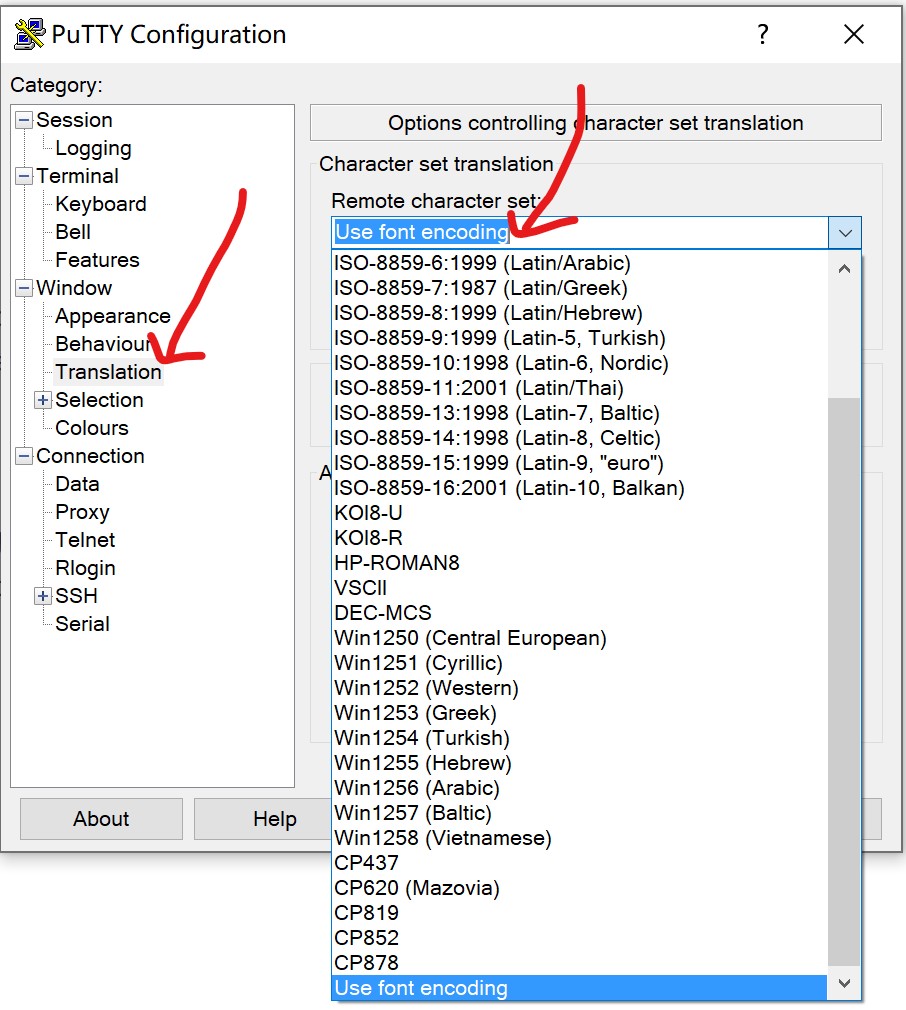 PuTTY Configuration
?
Category:
Session
Logging
Terminal
Keyboard
Bell
Features
Window
Appearance
Behaviour
Translation
Selection
Colours
Connection
Data
Proxy
Telnet
Rlogin
SSH
Serial
Options controlling character set translation
Character set translation
Remote character set:
Use font encoding
ISO-8859-6:1999 (Latin/Arabic)
ISO-8859-7:1987 (Latin/Greek)
ISO-8859-8:1999 (Latin/Hebrew)
ISO-8859-9:1999 (Latin-5, Turkish)
ISO-8859-10:1998 (Latin-6, Nordic)
ISO-8859-11:2001 (Latin/Thai)
ISO-8859-13:1998 (Latin-7, Baltic)
ISO-8859-14:1998 (Latin-8, Celtic)
ISO-8859-15:1999 (Latin-9, "euro")
ISO-8859-16:2001 (Latin-10, Balkan)
KOI8-U
KOI8-R
HP-ROMAN8
VSCII
DEC-MCS
Win1250 (Central European)
Win1251 (Cyrillic)
Win1252 (Western)
Win1253 (Greek)
Win1254 (Turkish)
Win1255 (Hebrew)
Win1256 (Arabic)
Win1257 (Baltic)
Win1258 (Vietnamese)
CP437
CP620 (Mazovia)
CP819
CP852
CP878
Use font encoding
About
Help